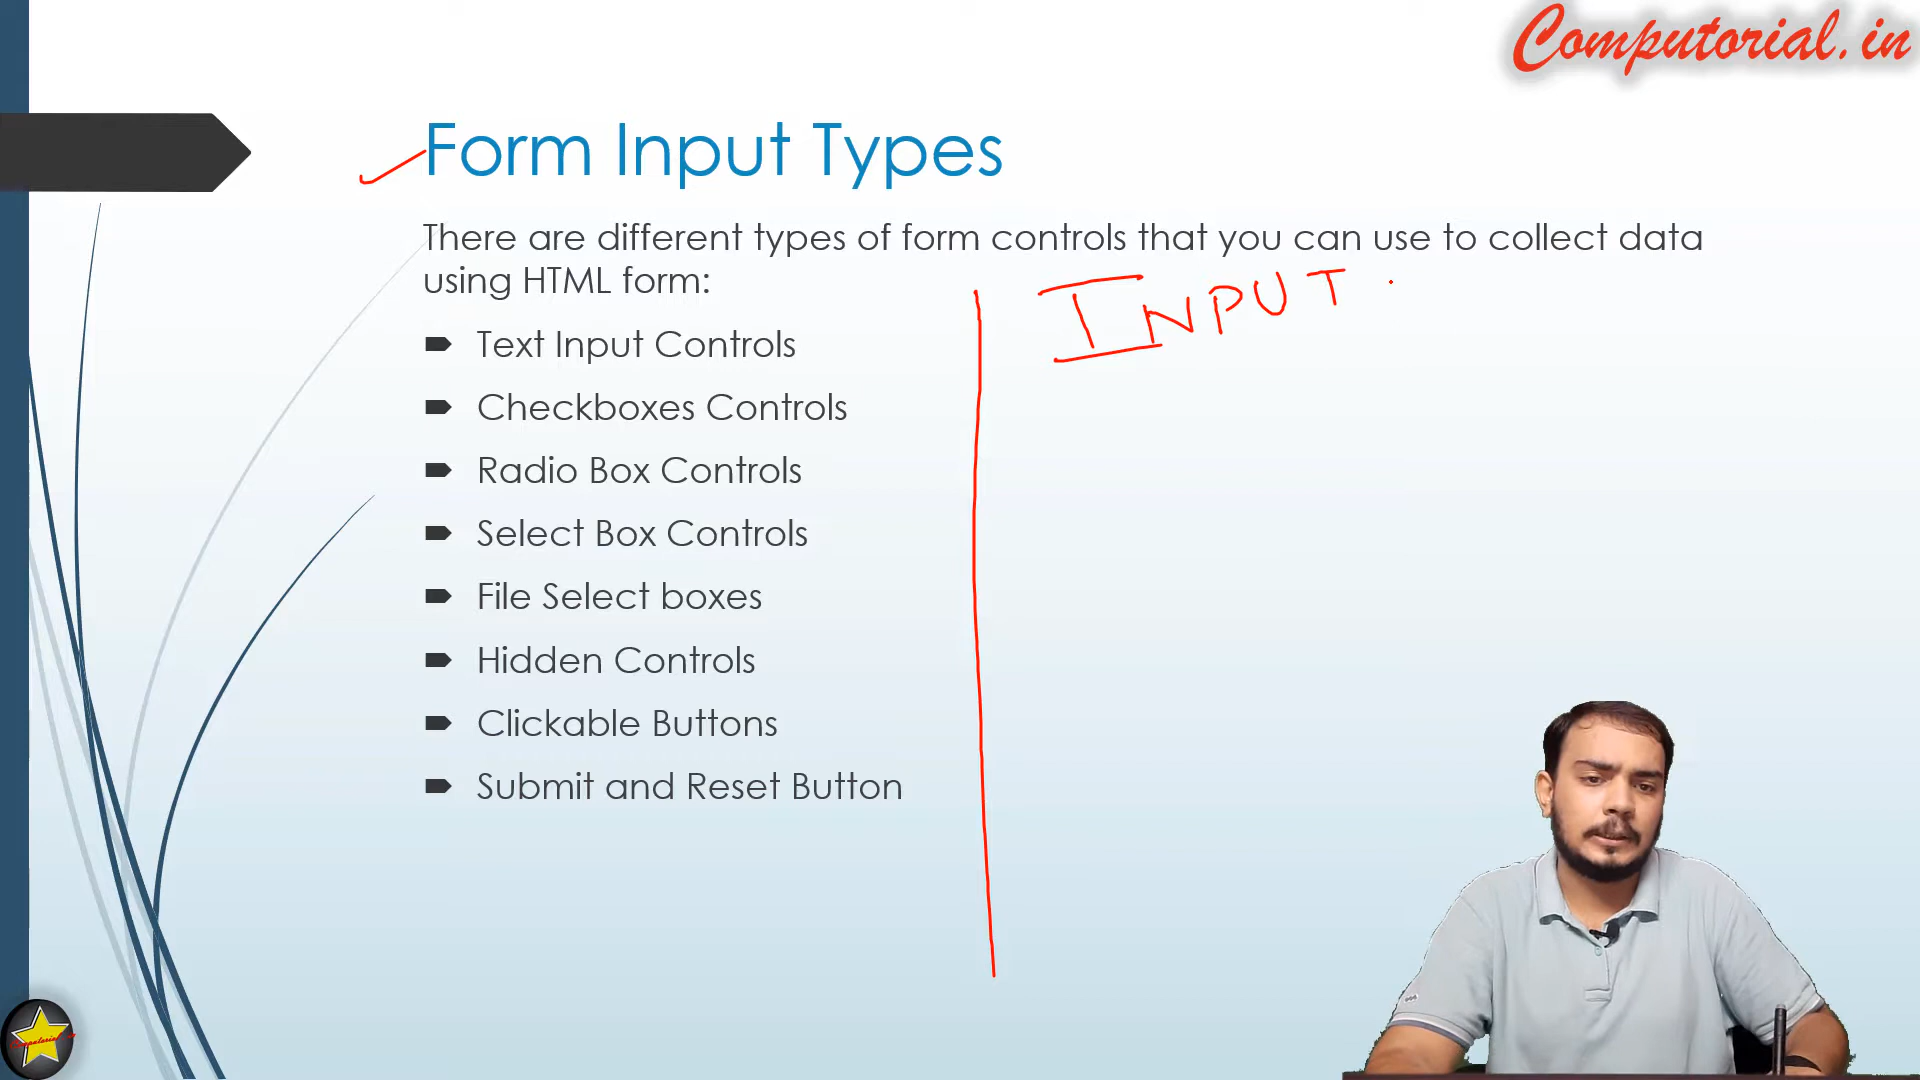 Computorial.in
Form Input Types
There are different types of form controls that you can use to collect data
using HTML form:
INPUT
Text Input Controls
Checkboxes Controls
Radio Box Controls
Select Box Controls
File Select boxes
Hidden Controls
Clickable Buttons
Submit and Reset Button